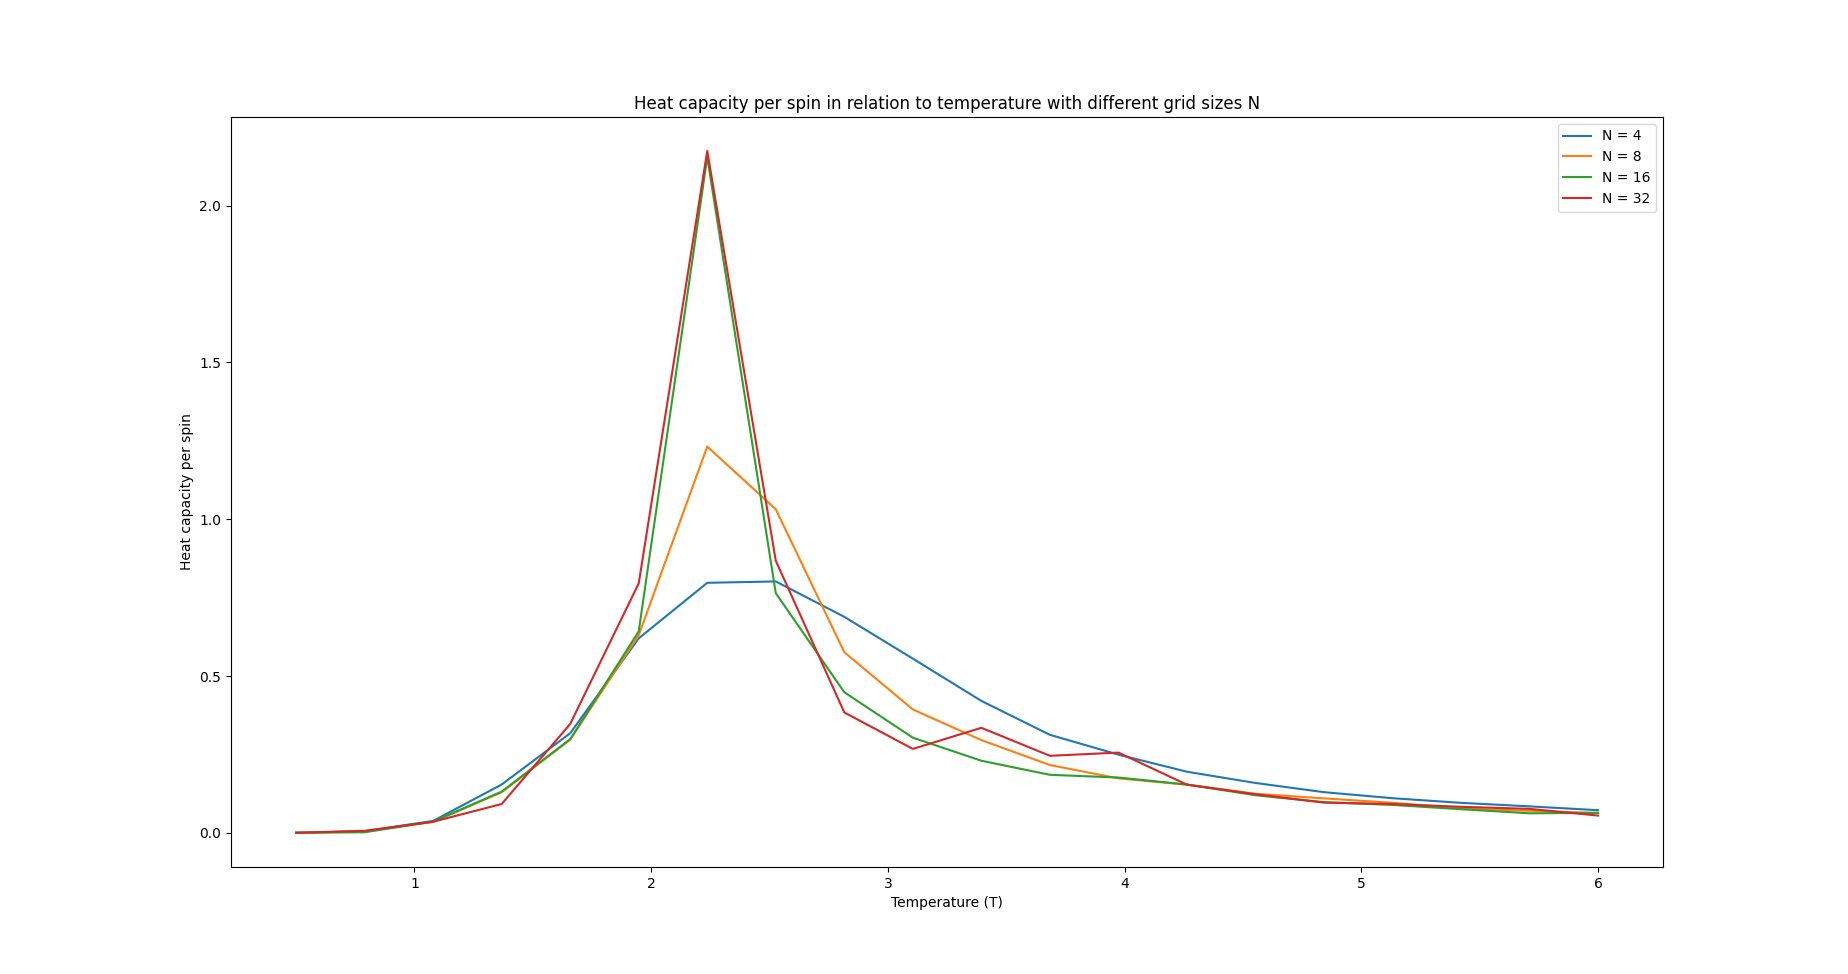 Heat capacity per spin in relation to temperature with different grid sizes N
N = 4
N = 8
N = 16
N = 32
2.0
1.5
1.0
0.5
0.0
Heat capacity per spin
1 2 3 4 5 6
Temperature (T)